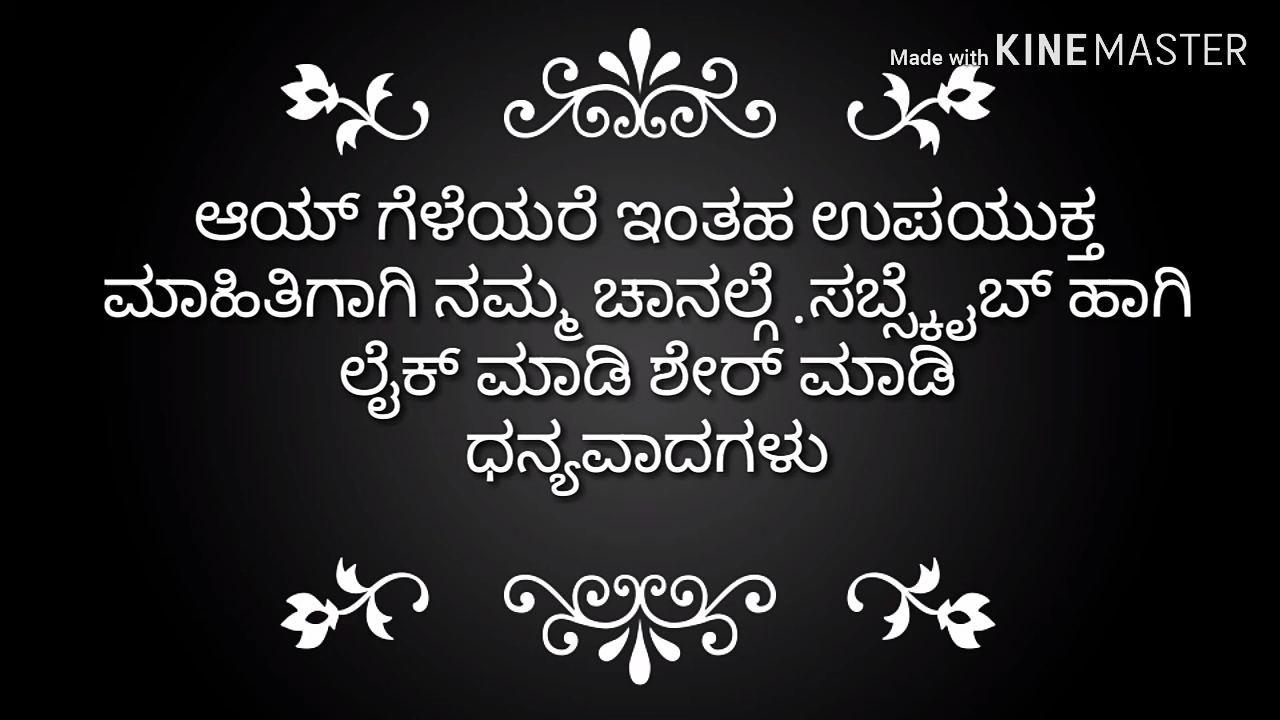 Made with KINEMASTER
ಆಯ್ ಗೆಳೆಯರೆ ಇಂತಹ ಉಪಯುಕ್ತ
ಮಾಹಿತಿಗಾಗಿ ನಮ್ಮ ಚಾನಲ್ಗೆ .ಸಬ್ಸ್ಕೈಬ್ ಹಾಗಿ
ಲೈಕ್ ಮಾಡಿ ಶೇರ್ ಮಾಡಿ
ಧನ್ಯವಾದಗಳು